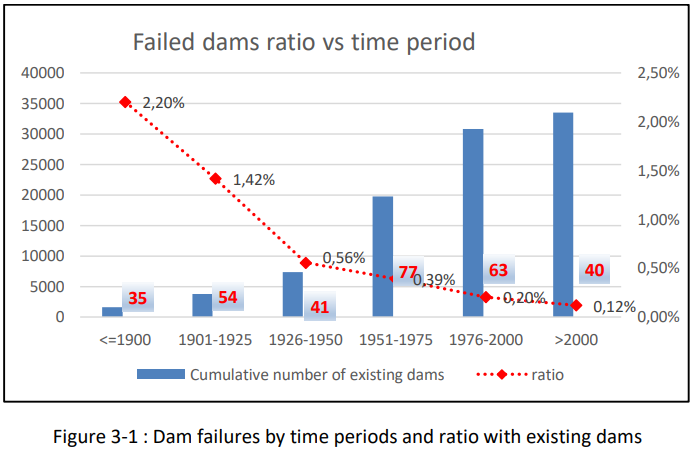 Failed dams ratio vs time period
40000 2,50%
35000 2,20% 2,00%
30000
25000 1,42% 1,50%
20000
15000 1,00%
10000 0,56%
77 0,39% 63 40 0,50%
5000 35 54 41 0,20% 0,12%
0 0,00%
<=1900 1901-1925 1926-1950 1951-1975 1976-2000 >2000
Cumulative number of existing dams ratio
Figure 3-1 : Dam failures by time periods and ratio with existing dams